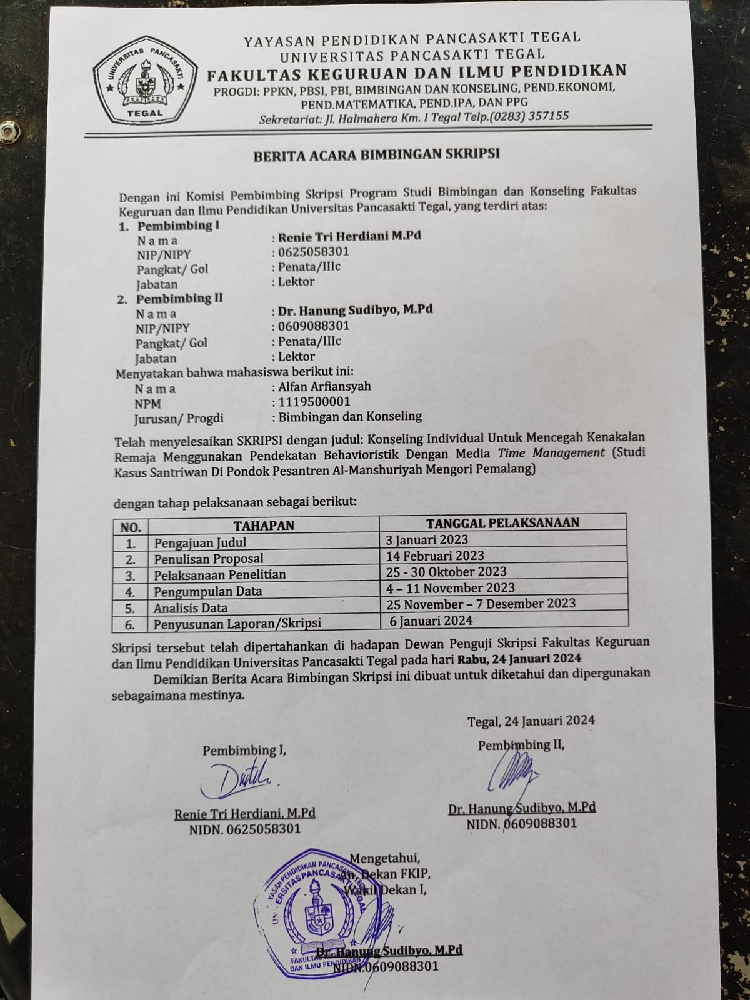 YAYASAN PENDIDIKAN PANCASAKTI TEGAL
UNIVERSITAS PANCASAKTI TEGAL
FAKULTAS KEGURUAN DAN ILMU PENDIDIKAN
PROGDI: PPKN, PBSI, PBI, BIMBINGAN DAN KONSELING, PEND.EKONOMI,
PEND.MATEMATIKA, PEND.IPA, DAN PPG
Sekretariat: Jl. Halmahera Km. I Tegal Telp.(0283) 357155
UNIVERSITAS PANCASAKTI
TEGAL
BERITA ACARA BIMBINGAN SKRIPSI
Dengan ini Komisi Pembimbing Skripsi Program Studi Bimbingan dan Konseling Fakultas
Keguruan dan Ilmu Pendidikan Universitas Pancasakti Tegal, yang terdiri atas:
1. Pembimbing I
N a m a : Renie Tri Herdiani M.Pd
NIP/NIPY : 0625058301
Pangkat/ Gol : Penata/IIIc
Jabatan : Lektor
2. Pembimbing II
N a m a : Dr. Hanung Sudibyo, M.Pd
NIP/NIPY : 0609088301
Pangkat/ Gol : Penata/IIIc
Jabatan : Lektor
Menyatakan bahwa mahasiswa berikut ini:
N a m a : Alfan Arfiansyah
NPM : 1119500001
Jurusan/ Progdi : Bimbingan dan Konseling
Telah menyelesaikan SKRIPSI dengan judul: Konseling Individual Untuk Mencegah Kenakalan
Remaja Menggunakan Pendekatan Behavioristik Dengan Media Time Management (Studi
Kasus Santriwan Di Pondok Pesantren Al-Manshuriyah Mengori Pemalang)
dengan tahap pelaksanaan sebagai berikut:
NO. TAHAPAN TANGGAL PELAKSANAAN
1. Pengajuan Judul 3 Januari 2023
2. Penulisan Proposal 14 Februari 2023
3. Pelaksanaan Penelitian 25 - 30 Oktober 2023
4. Pengumpulan Data 4 – 11 November 2023
5. Analisis Data 25 November – 7 Desember 2023
6. Penyusunan Laporan/Skripsi 6 Januari 2024
Skripsi tersebut telah dipertahankan di hadapan Dewan Penguji Skripsi Fakultas Keguruan
dan Ilmu Pendidikan Universitas Pancasakti Tegal pada hari Rabu, 24 Januari 2024
Demikian Berita Acara Bimbingan Skripsi ini dibuat untuk diketahui dan dipergunakan
sebagaimana mestinya.
Tegal, 24 Januari 2024
Pembimbing I, Pembimbing II,
Renie Tri Herdiani, M.Pd Dr. Hanung Sudibyo, M.Pd
NIDN. 0625058301 NIDN. 0609088301
Mengetahui,
An. Dekan FKIP,
Wakil Dekan I,
Dr. Hanung Sudibyo, M.Pd
NIDN.0609088301
YASAN PENDIDIKAN PANCASAKTI
ERSITAS PANCASAKTI TEGAL
DAN ILMU PENDIDIKAN